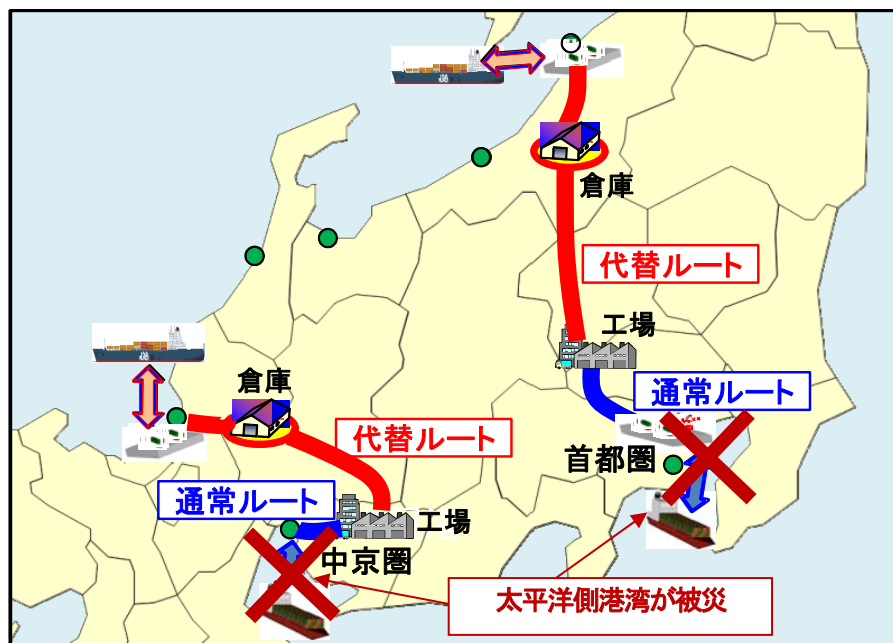 倉庫
代替ルート
工場
通常ルート
首都圏
倉庫
代替ルート
通常ルート
工場
中京圏
太平洋側港湾が被災